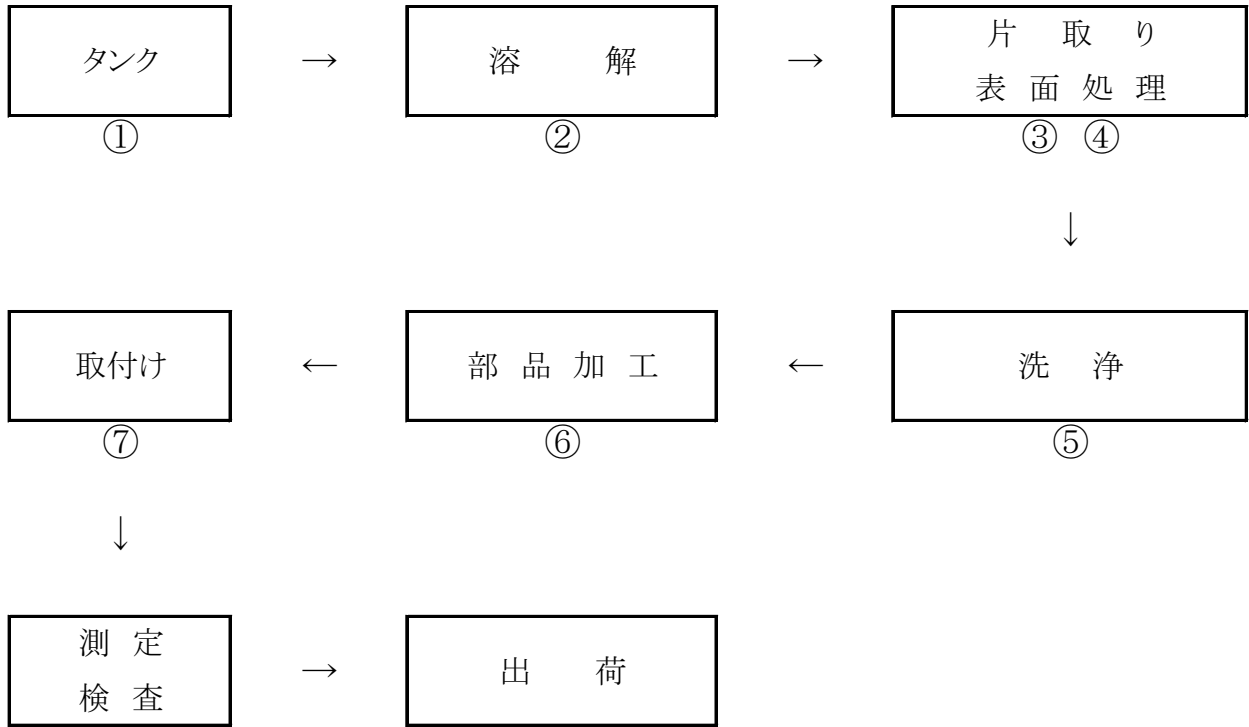 タンク → 溶解 → 片取り
表面処理
① ② ③ ④
↓
取付け ← 部品加工 ← 洗浄
⑦ ⑥ ⑤
↓
測定
検査 → 出荷